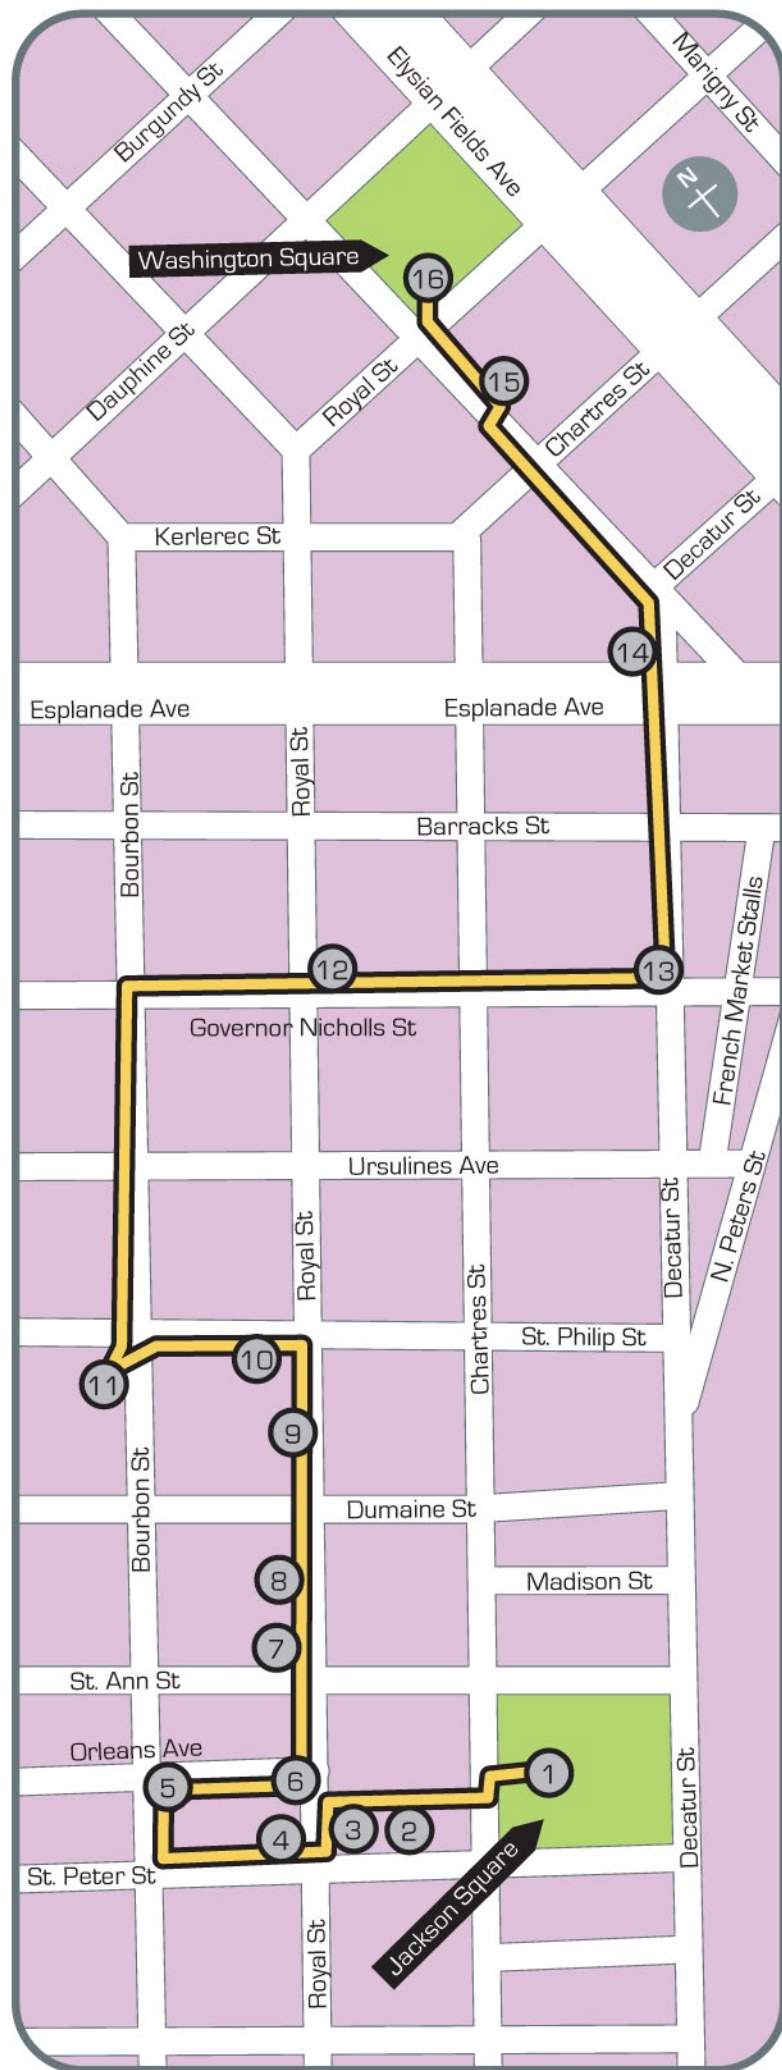 Marigny St
Elysian Fields Ave
Burgundy St
N
Washington Square
16
Dauphine St
Royal St
15
Chartres St
Decatur St
Kerlerec St
14
Esplanade Ave
Esplanade Ave
Royal St
Bourbon St
Barracks St
French Market Stalls
12
13
Governor Nicholls St
Ursulines Ave
Decatur St
N. Peters St
Royal St
Chartres St
St. Philip St
10
11
9
Bourbon St
Dumaine St
8
Madison St
7
St. Ann St
Orleans Ave
5
6
1
Decatur St
4
3
2
St. Peter St
Jackson Square
Royal St